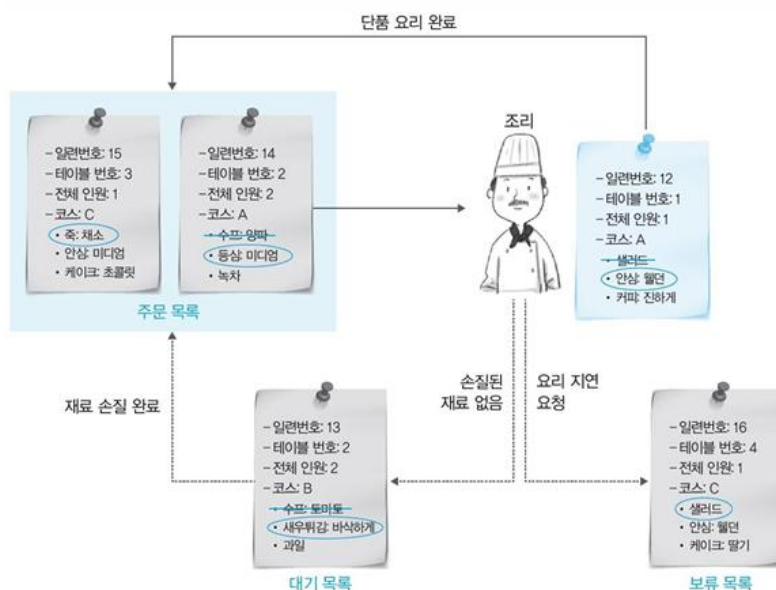 단품 요리 완료
조리
- 일련번호: 15
- 테이블 번호: 3
- 전체 인원: 1
- 코스: C
• 죽: 채소
• 안심: 미디엄
• 케이크: 초콜릿
- 일련번호: 14
- 테이블 번호: 2
- 전체 인원: 2
- 코스: A
• 수프: 양파
• 등심: 미디엄
• 녹차
주문 목록
- 일련번호: 12
- 테이블 번호: 1
- 전체 인원: 1
- 코스: A
• 샐러드
• 안심: 웰던
• 커피: 진하게
재료 손질 완료
손질된
재료 없음
요리 지연
요청
- 일련번호: 13
- 테이블 번호: 2
- 전체 인원: 2
- 코스: B
• 수프: 토마토
• 새우튀김: 바삭하게
• 과일
대기 목록
- 일련번호: 16
- 테이블 번호: 4
- 전체 인원: 1
- 코스: C
• 샐러드
• 안심: 웰던
• 케이크: 딸기
보류 목록